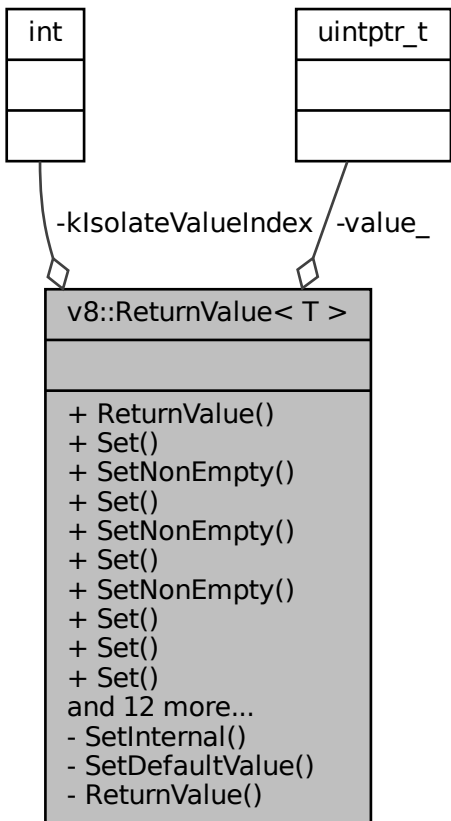 int
uintptr_t
-kIsolateValueIndex
-value_
v8::ReturnValue< T >
+ ReturnValue()
+ Set()
+ SetNonEmpty()
+ Set()
+ SetNonEmpty()
+ Set()
+ SetNonEmpty()
+ Set()
+ Set()
+ Set()
and 12 more...
- SetInternal()
- SetDefaultValue()
- ReturnValue()